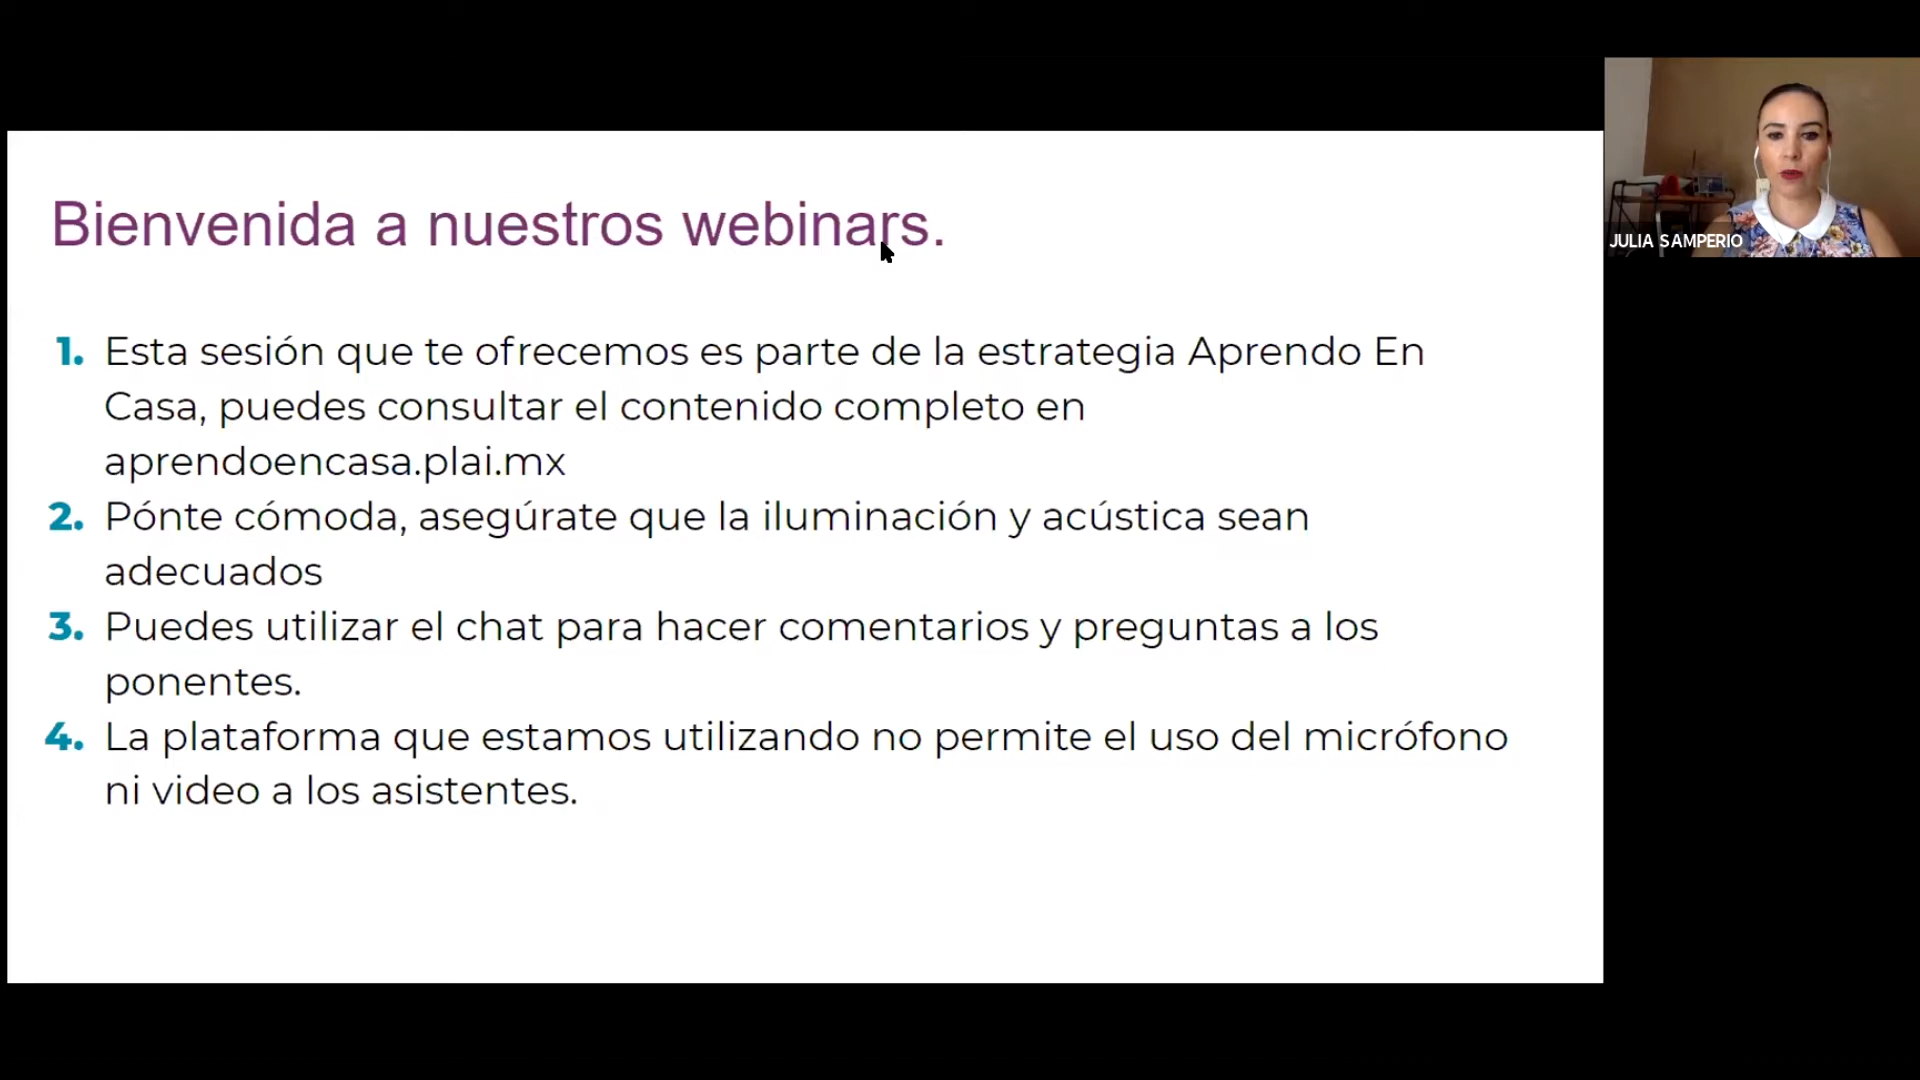 Bienvenida a nuestros webinars.
1. Esta sesión que te ofrecemos es parte de la estrategia Aprendo En
Casa, puedes consultar el contenido completo en
aprendoencasa.plai.mx
2. Pónte cómoda, asegúrate que la iluminación y acústica sean
adecuados
3. Puedes utilizar el chat para hacer comentarios y preguntas a los
ponentes.
4. La plataforma que estamos utilizando no permite el uso del micrófono
ni video a los asistentes.
JULIA SAMPERIO